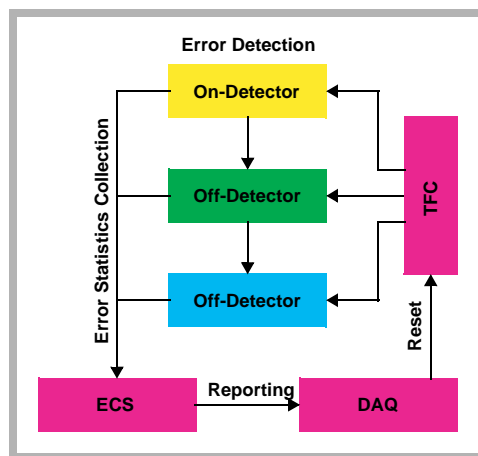 Error Detection
On-Detector
Off-Detector
Off-Detector
Error Statistics Collection
TFC
Reset
ECS
Reporting
DAQ